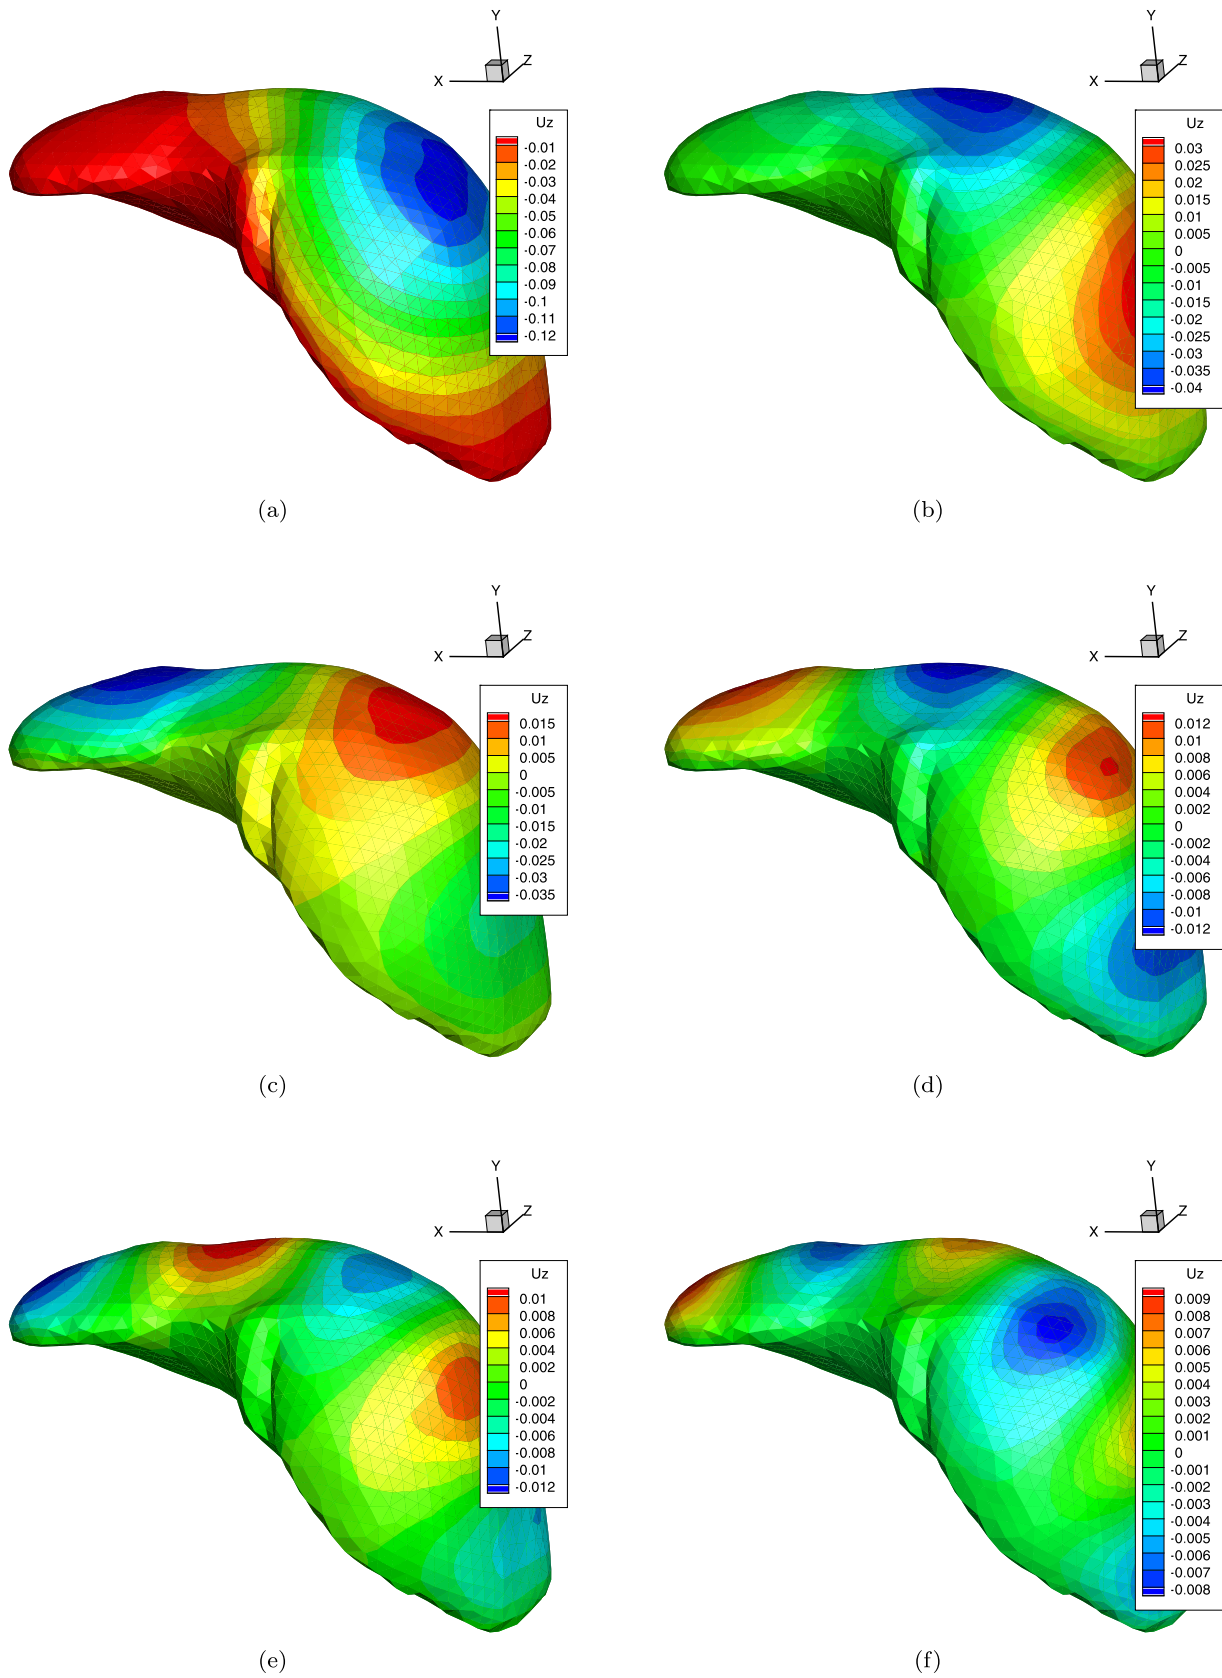 Y
Z
X
Uz
-0.01
-0.02
-0.03
-0.04
-0.05
-0.06
-0.07
-0.08
-0.09
-0.1
-0.11
-0.12
(a)
Y
Z
X
Uz
0.03
0.025
0.02
0.015
0.01
0.005
0
-0.005
-0.01
-0.015
-0.02
-0.025
-0.03
-0.035
-0.04
(b)
Y
Z
X
Uz
0.015
0.01
0.005
0
-0.005
-0.01
-0.015
-0.02
-0.025
-0.03
-0.035
(c)
Y
Z
X
Uz
0.012
0.01
0.008
0.006
0.004
0.002
0
-0.002
-0.004
-0.006
-0.008
-0.01
-0.012
(d)
Y
Z
X
Uz
0.01
0.008
0.006
0.004
0.002
0
-0.002
-0.004
-0.006
-0.008
-0.01
-0.012
(e)
Y
Z
X
Uz
0.009
0.008
0.007
0.006
0.005
0.004
0.003
0.002
0.001
0
-0.001
-0.002
-0.003
-0.004
-0.005
-0.006
-0.007
-0.008
(f)